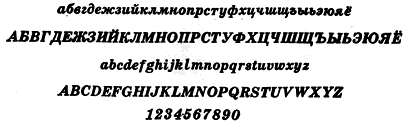 абвгдежзийклмнопрстуфхцчшщъыьэюяё
АБВГДЕЖЗИЙКЛМНОПРСТУФХЦЧШЩЪЫЬЭЮЯЁ
abcdefghijklmnopqrstuvwxyz
ABCDEFGHIJKLMNOPQRSTUVWXYZ
1234567890